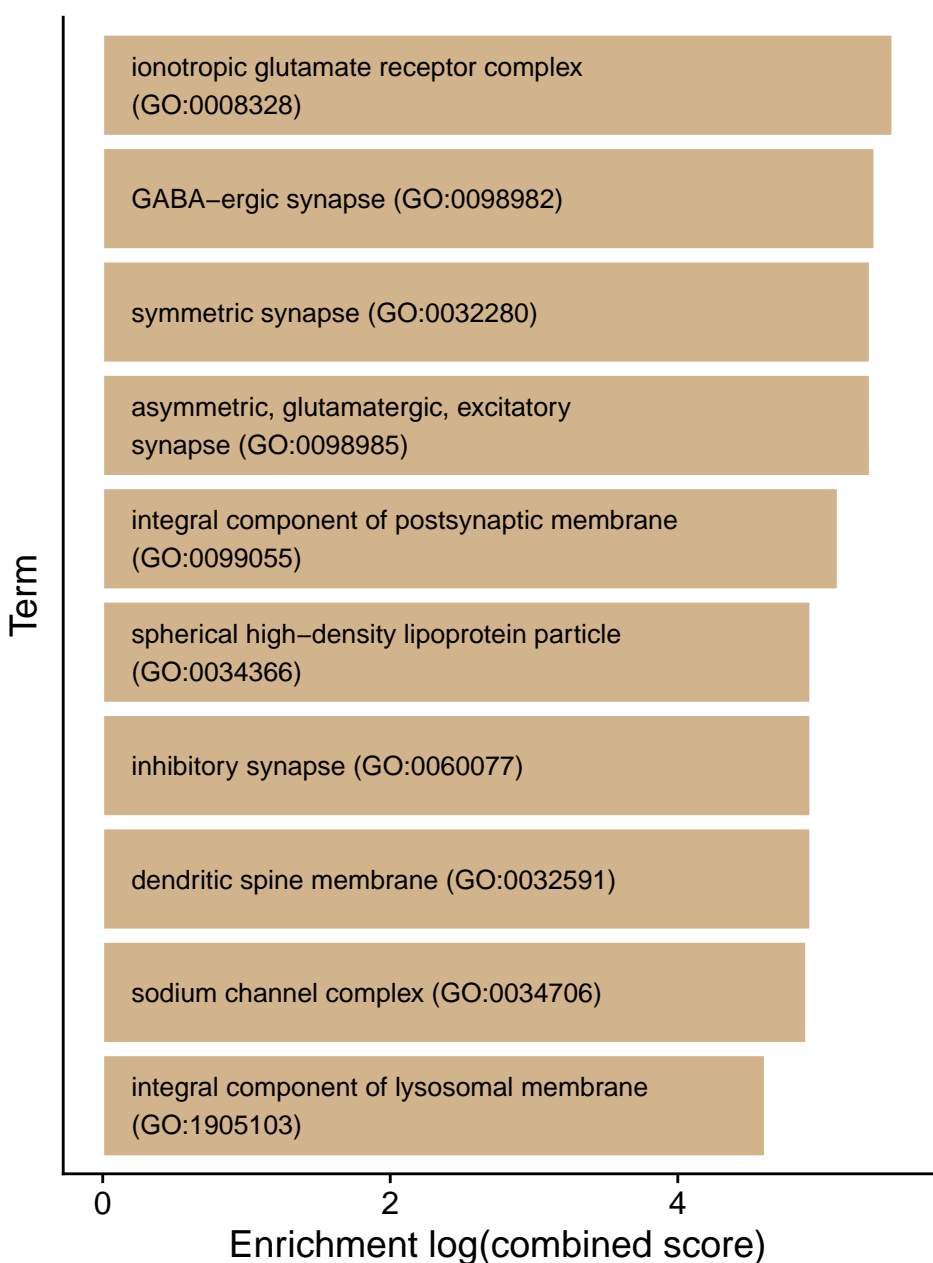 ionotropic glutamate receptor complex
(GO:0008328)
GABA−ergic synapse (GO:0098982)
symmetric synapse (GO:0032280)
asymmetric, glutamatergic, excitatory
synapse (GO:0098985)
integral component of postsynaptic membrane
(GO:0099055)
spherical high−density lipoprotein particle
(GO:0034366)
inhibitory synapse (GO:0060077)
dendritic spine membrane (GO:0032591)
sodium channel complex (GO:0034706)
integral component of lysosomal membrane
(GO:1905103)
Term
0 2 4
Enrichment log(combined score)